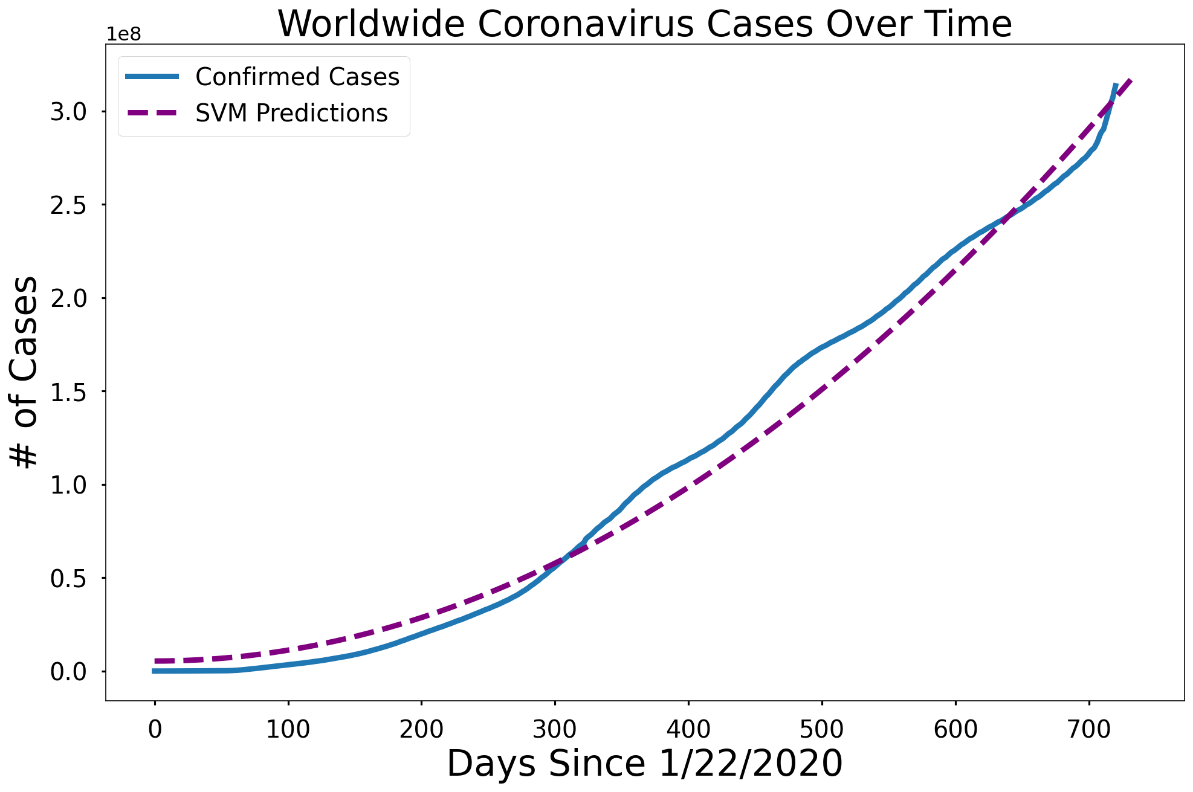 Worldwide Coronavirus Cases Over Time
1e8
Confirmed Cases
SVM Predictions
3.0
2.5
2.0
1.5
1.0
0.5
0.0
# of Cases
0 100 200 300 400 500 600 700
Days Since 1/22/2020